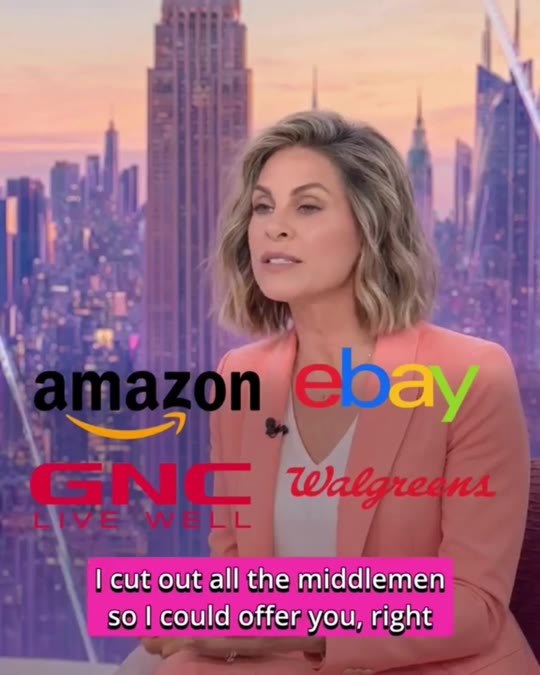 amazon
ebay
GNC
LIVE WELL
Walgreens
I cut out all the middlemen
so I could offer you, right